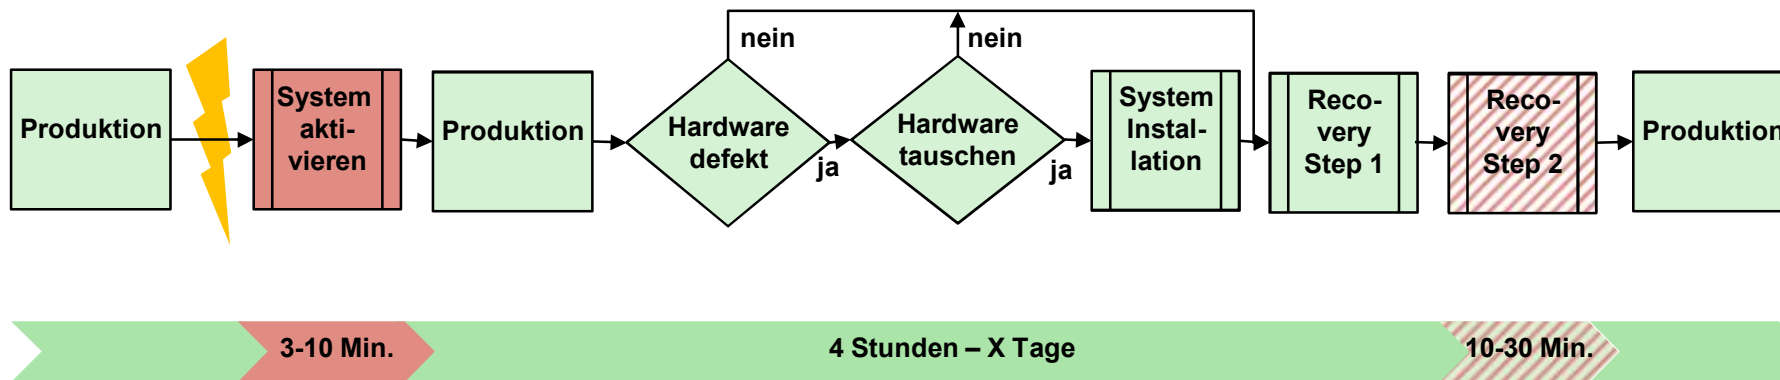 nein
nein
Produktion
System
akti-
vieren
Produktion
Hardware
defekt
ja
Hardware
tauschen
ja
System
Instal-
lation
Reco-
very
Step 1
Reco-
very
Step 2
Produktion
3-10 Min.
4 Stunden – X Tage
10-30 Min.